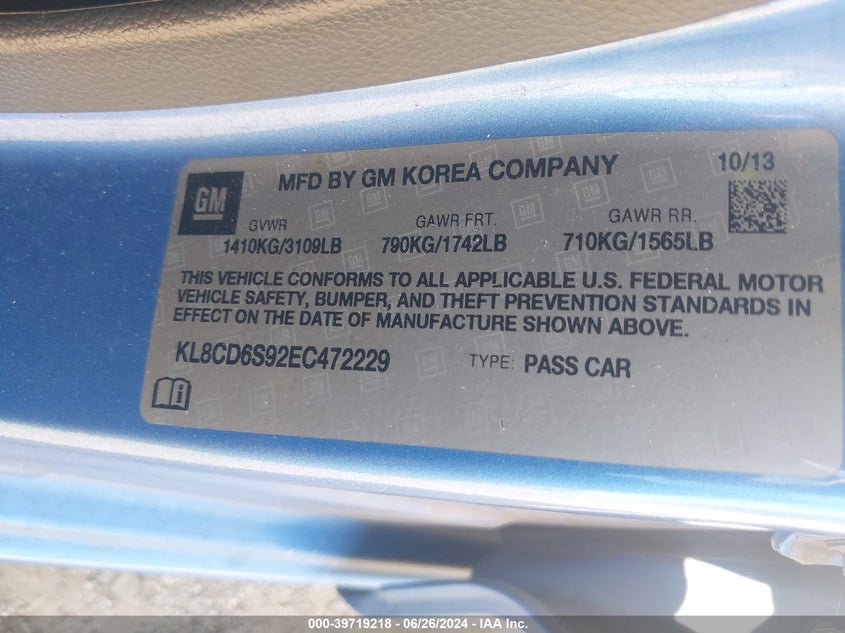 MFD BY GM KOREA COMPANY 10/13
GM
GVWR GAWR FRT. GAWR RR.
1410KG/3109LB 790KG/1742LB 710KG/1565LB
THIS VEHICLE CONFORMS TO ALL APPLICABLE U.S. FEDERAL MOTOR
VEHICLE SAFETY, BUMPER, AND THEFT PREVENTION STANDARDS IN
EFFECT ON THE DATE OF MANUFACTURE SHOWN ABOVE.
KL8CD6S92EC472229 TYPE: PASS CAR
000-39719218 - 06/26/2024 - IAA Inc.